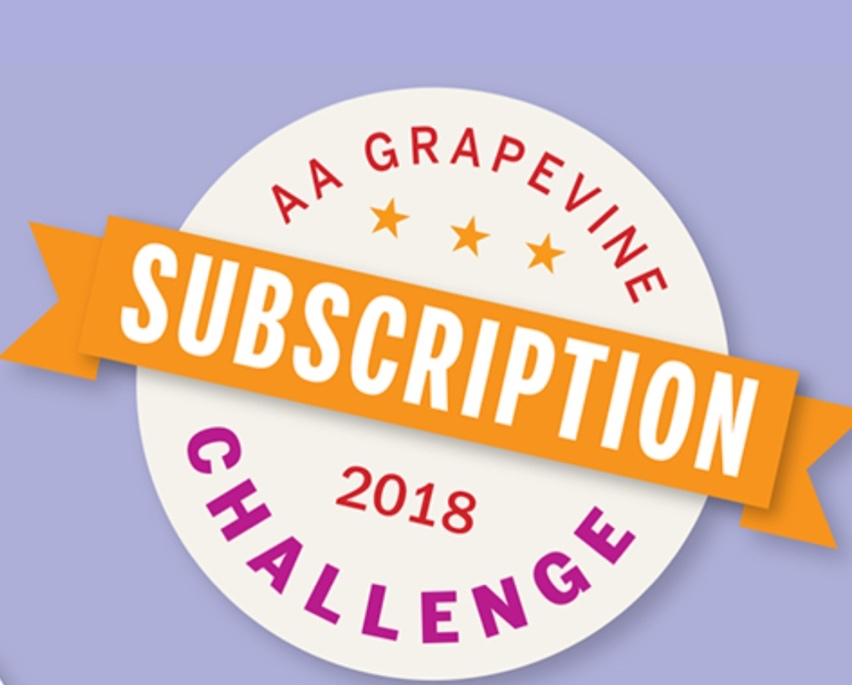 AA GRAPEVINE
SUBSCRIPTION
2018
CHALLENGE